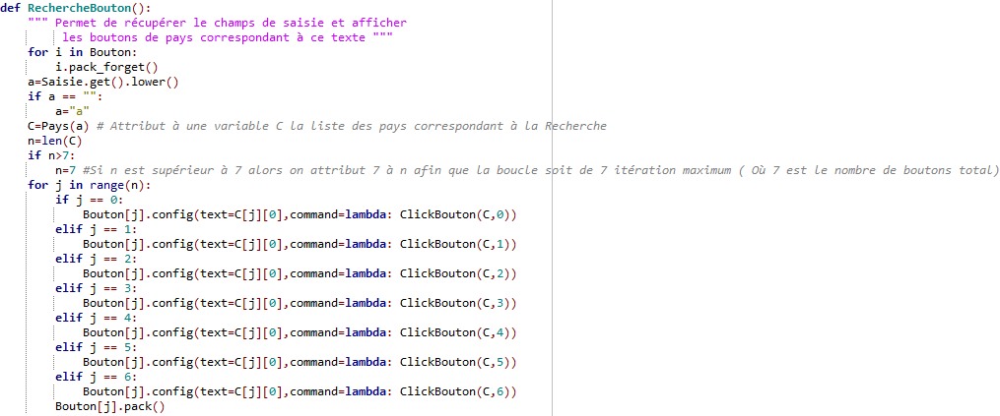 def RechercheBouton():
    """ Permet de récupérer le champs de saisie et afficher
         les boutons de pays correspondant à ce texte """
    for i in Bouton:
        i.pack_forget()
    a=Saisie.get().lower()
    if a == "":
        a="a"
    C=Pays(a) # Attribut à une variable C la liste des pays correspondant à la Recherche
    n=len(C)
    if n>7:
        n=7 #Si n est supérieur à 7 alors on attribut 7 à n afin que la boucle soit de 7 itération maximum ( Où 7 est le nombre de boutons total)
    for j in range(n):
        if j == 0:
            Bouton[j].config(text=C[j][0],command=lambda: ClickBouton(C,0))
        elif j == 1:
            Bouton[j].config(text=C[j][0],command=lambda: ClickBouton(C,1))
        elif j == 2:
            Bouton[j].config(text=C[j][0],command=lambda: ClickBouton(C,2))
        elif j == 3:
            Bouton[j].config(text=C[j][0],command=lambda: ClickBouton(C,3))
        elif j == 4:
            Bouton[j].config(text=C[j][0],command=lambda: ClickBouton(C,4))
        elif j == 5:
            Bouton[j].config(text=C[j][0],command=lambda: ClickBouton(C,5))
        elif j == 6:
            Bouton[j].config(text=C[j][0],command=lambda: ClickBouton(C,6))
        Bouton[j].pack()